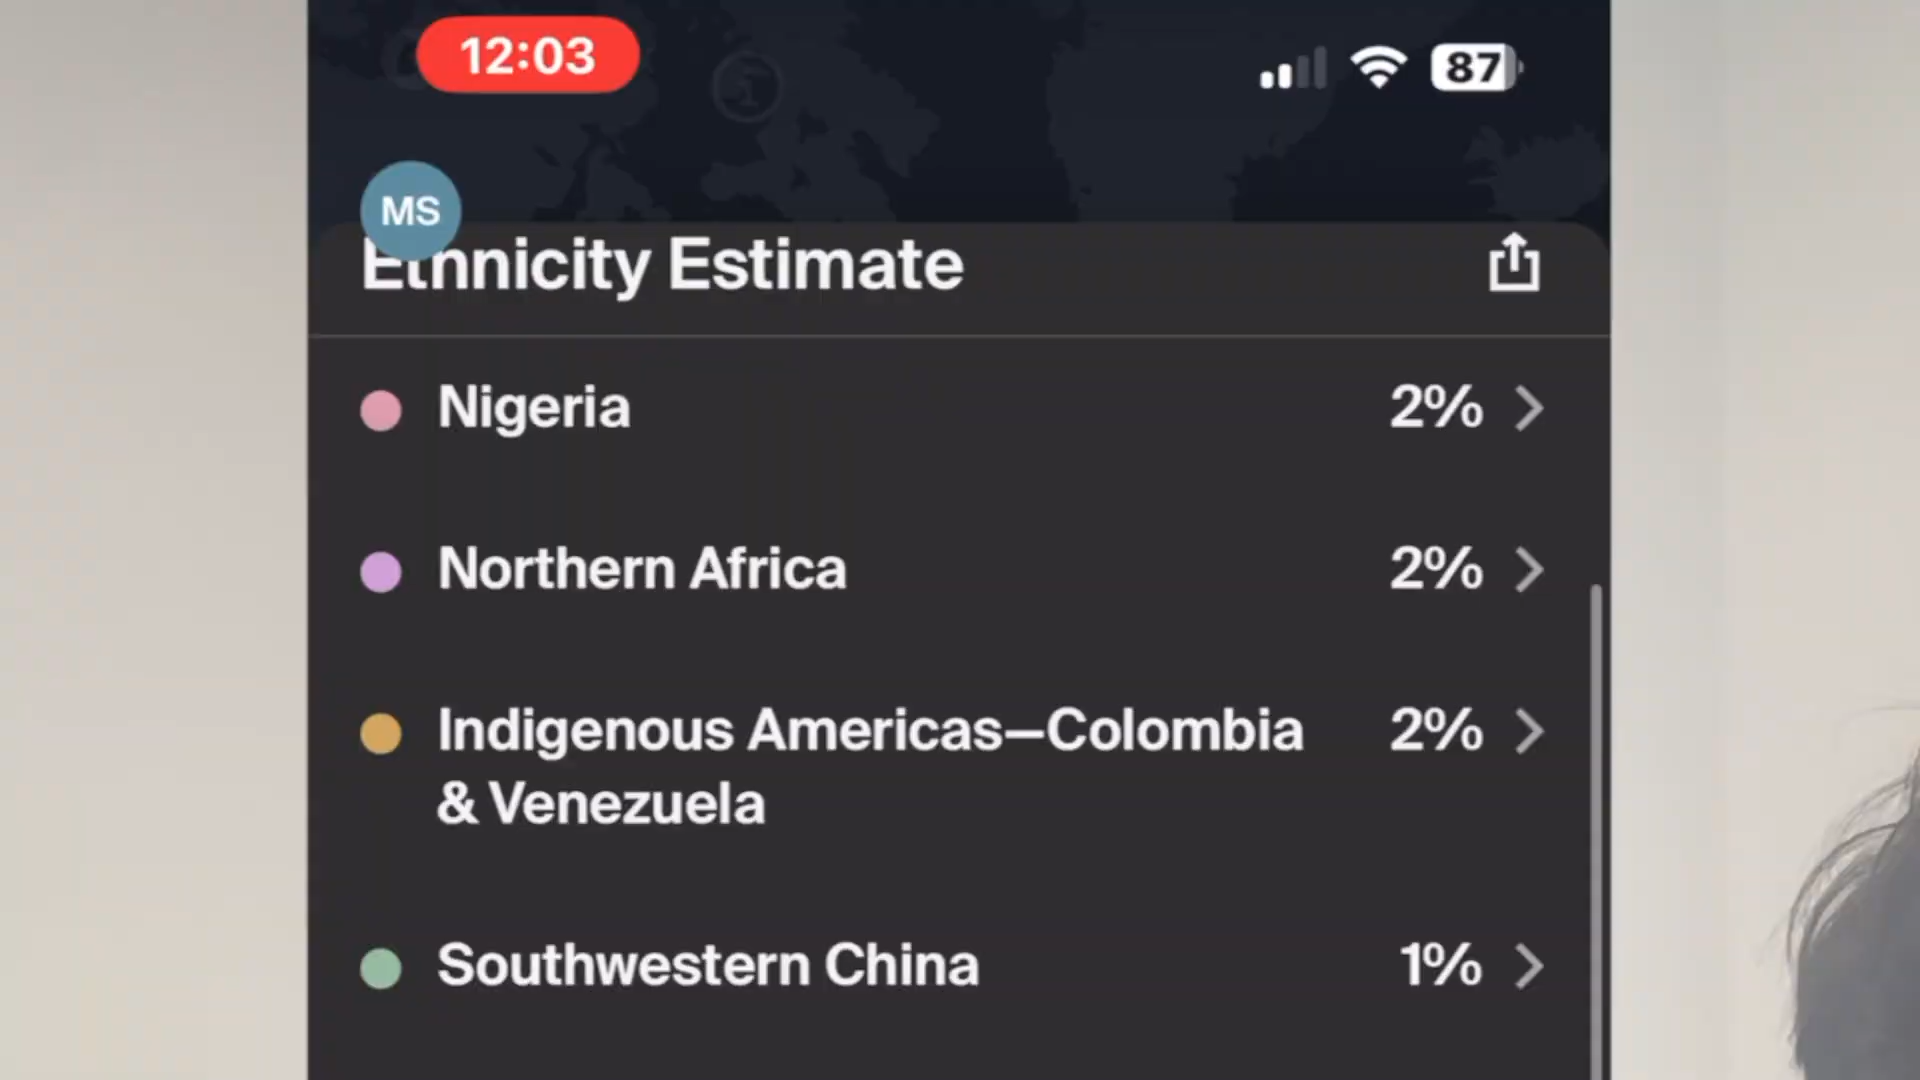 12:03
87
MS
Ethnicity Estimate
Nigeria 2%
Northern Africa 2%
Indigenous Americas—Colombia 2%
& Venezuela
Southwestern China 1%